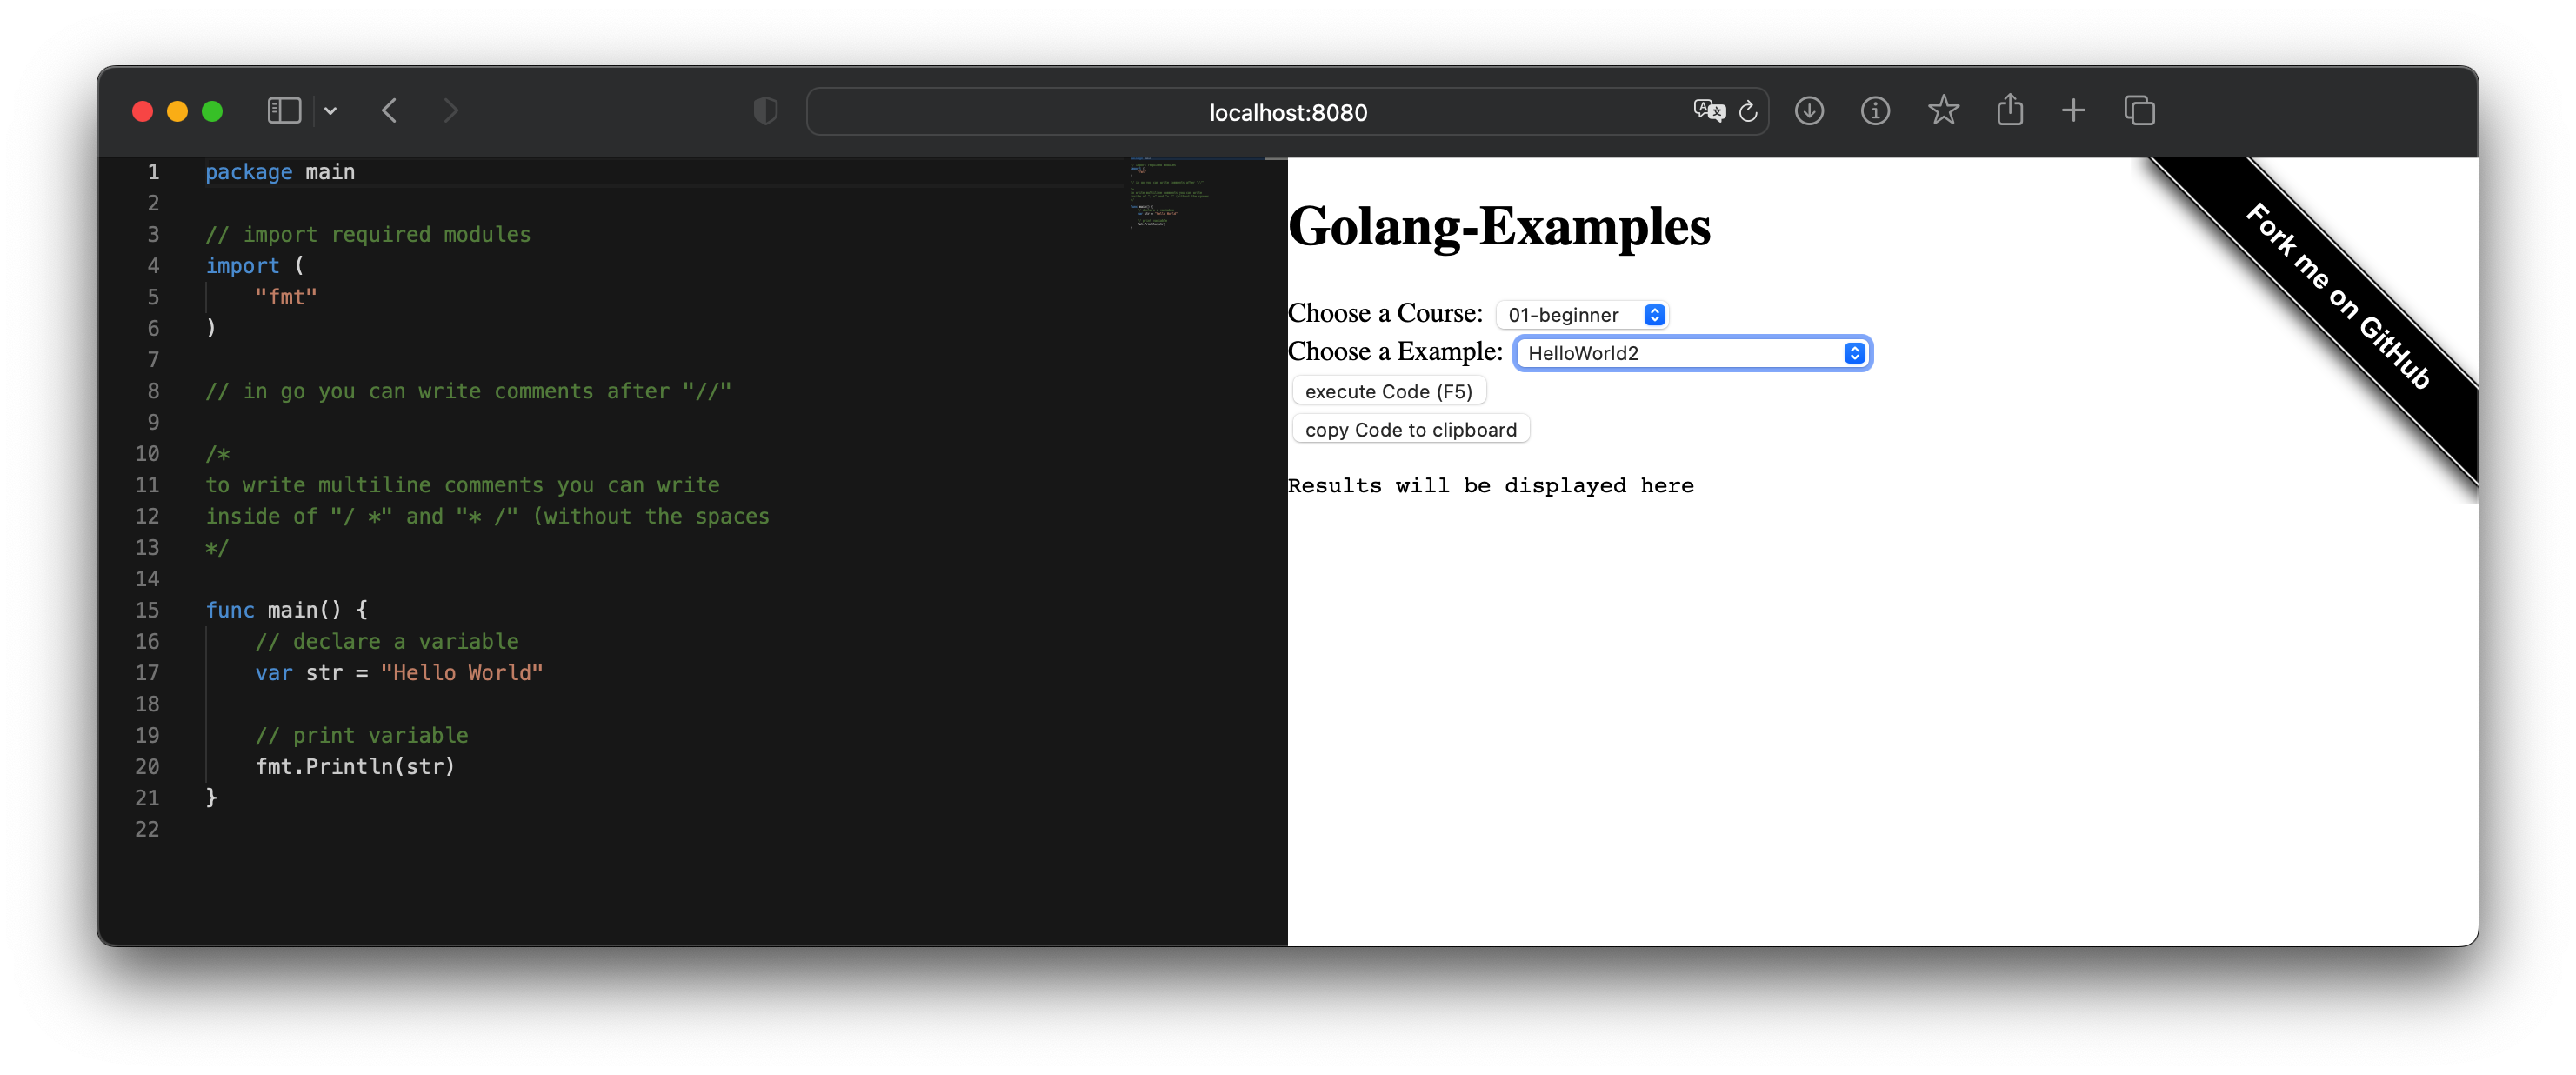 localhost:8080
1 package main
2
3 // import required modules
4 import (
5 "fmt"
6 )
7
8 // in go you can write comments after "//"
9
10 /*
11 to write multiline comments you can write
12 inside of "/ *" and "* /" (without the spaces
13 */
14
15 func main() {
16 // declare a variable
17 var str = "Hello World"
18
19 // print variable
20 fmt.Println(str)
21 }
22
Golang-Examples
Choose a Course: 01-beginner
Choose a Example: HelloWorld2
execute Code (F5)
copy Code to clipboard
Results will be displayed here
Fork me on GitHub